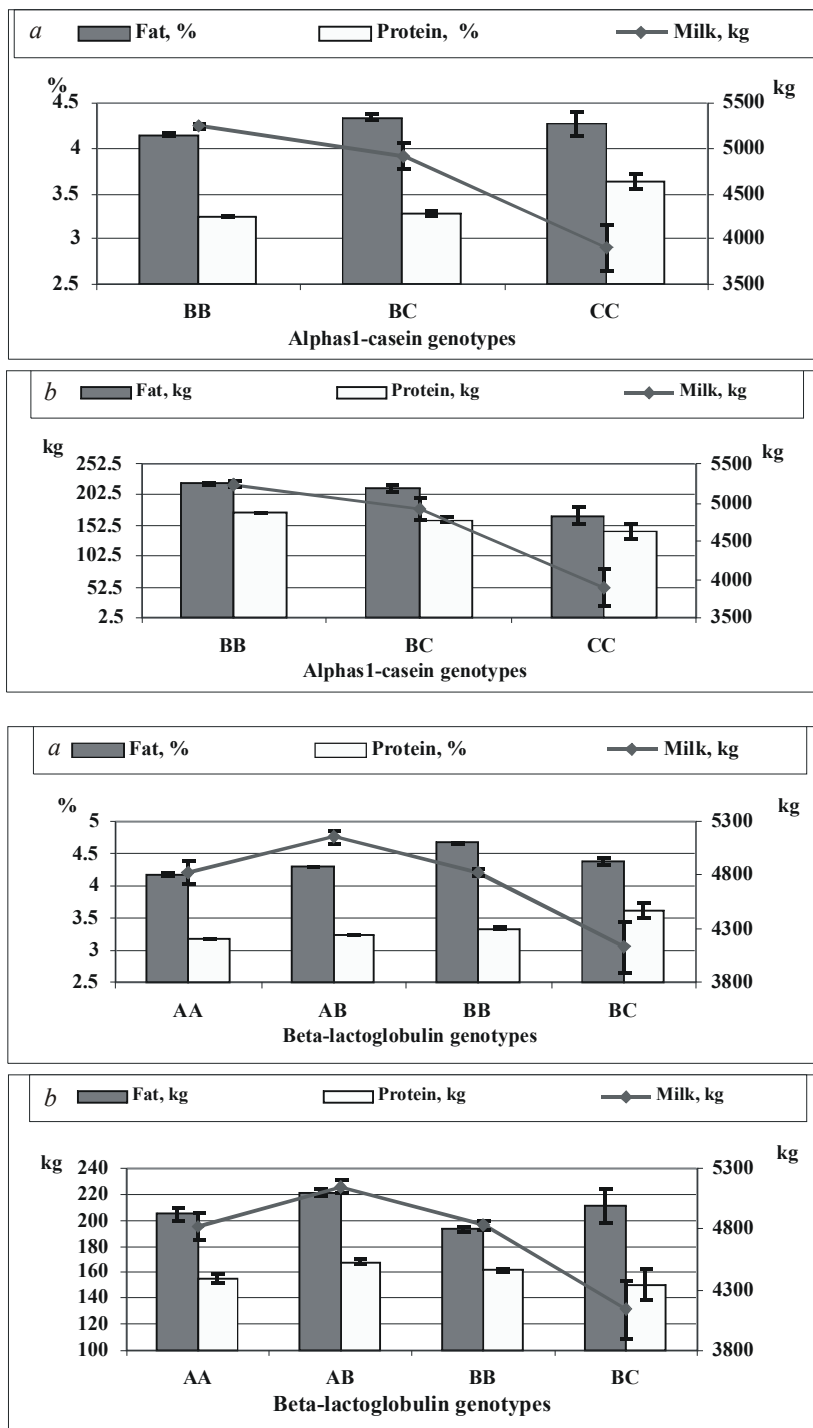 a Fat, % Protein, % Milk, kg
% kg
4.5 5500
4 5000
3.5 4500
3 4000
2.5 3500
BB BC CC
Alphas1-casein genotypes
b Fat, kg Protein, kg Milk, kg
kg kg
252.5 5500
202.5 5000
152.5 4500
102.5 4000
52.5
2.5 3500
BB BC CC
Alphas1-casein genotypes
a Fat, % Protein, % Milk, kg
% kg
5 5300
4.5
4 4800
3.5 4300
3
2.5 3800
AA AB BB BC
Beta-lactoglobulin genotypes
b Fat, kg Protein, kg Milk, kg
kg kg
240 5300
220
200 4800
180
160
140 4300
120
100 3800
AA AB BB BC
Beta-lactoglobulin genotypes